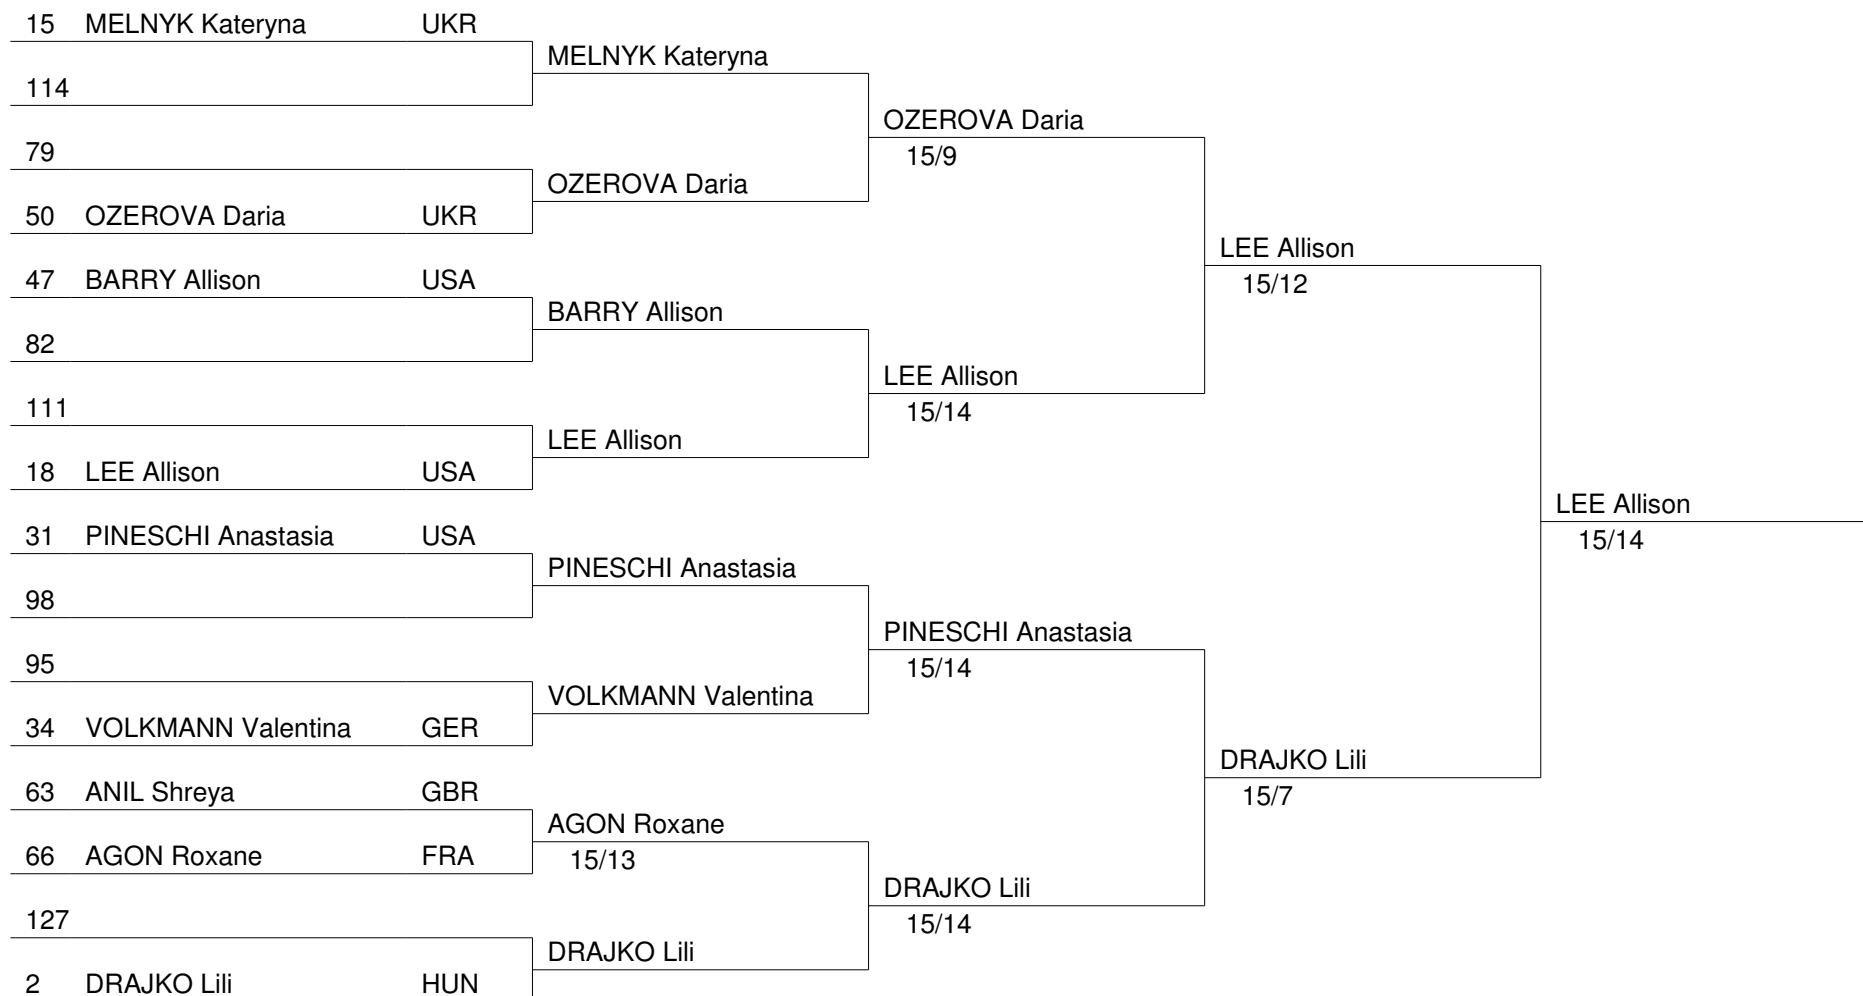 15 MELNYK Kateryna UKR
MELNYK Kateryna
114
OZEROVA Daria
15/9
79
OZEROVA Daria
50 OZEROVA Daria UKR
LEE Allison
15/12
47 BARRY Allison USA
BARRY Allison
82
LEE Allison
15/14
111
LEE Allison
18 LEE Allison USA
LEE Allison
15/14
31 PINESCHI Anastasia USA
PINESCHI Anastasia
98
PINESCHI Anastasia
15/14
95
VOLKMANN Valentina
34 VOLKMANN Valentina GER
DRAJKO Lili
15/7
63 ANIL Shreya GBR
AGON Roxane
15/13
66 AGON Roxane FRA
DRAJKO Lili
15/14
127
DRAJKO Lili
2 DRAJKO Lili HUN